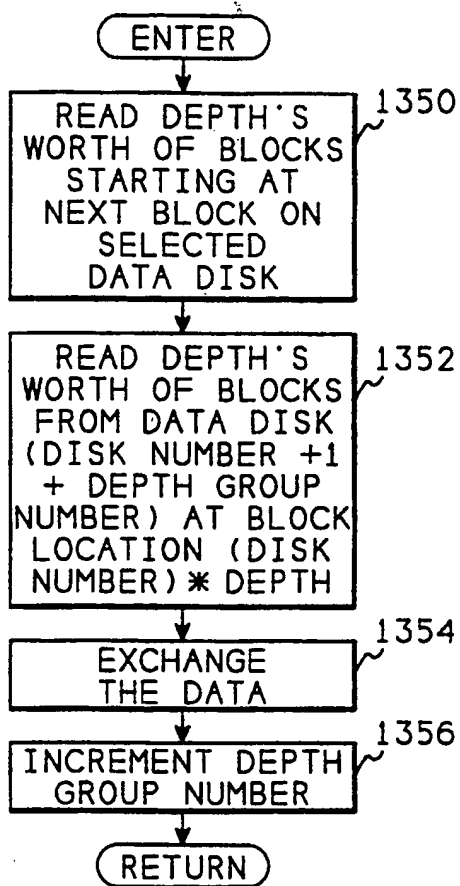 ENTER
1350
READ DEPTH'S
WORTH OF BLOCKS
STARTING AT
NEXT BLOCK ON
SELECTED
DATA DISK
1352
READ DEPTH'S
WORTH OF BLOCKS
FROM DATA DISK
(DISK NUMBER +1
+ DEPTH GROUP
NUMBER) AT BLOCK
LOCATION (DISK
NUMBER) * DEPTH
1354
EXCHANGE
THE DATA
1356
INCREMENT DEPTH
GROUP NUMBER
RETURN